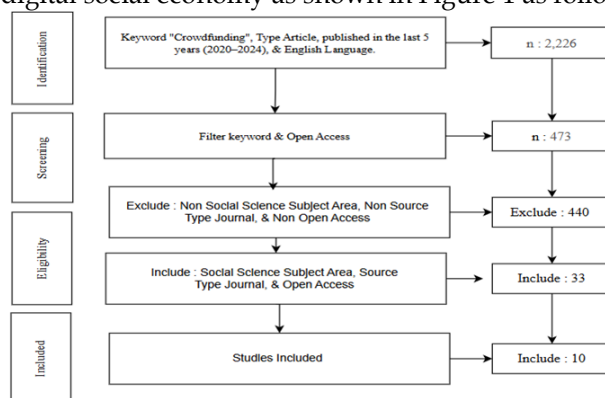 digital social economy as shown in Figure 1 as follo
Identification
Keyword "Crowdfunding", Type Article, published in the last 5
years (2020–2024), & English Language.
n : 2,226
Screening
Filter keyword & Open Access
n : 473
Exclude : Non Social Science Subject Area, Non Source
Type Journal, & Non Open Access
Exclude : 440
Eligibility
Include : Social Science Subject Area, Source
Type Journal, & Open Access
Include : 33
Included
Studies Included
Include : 10